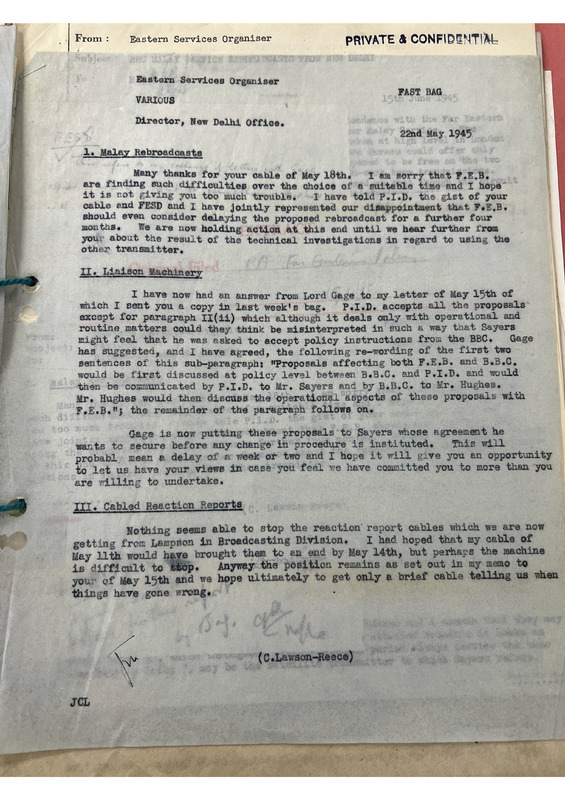 From : Eastern Services Organiser
PRIVATE & CONFIDENTIAL
Eastern Services Organiser
FAST BAG
VARIOUS
15th June 1945
Director, New Delhi Office.
22nd May 1945
1. Malay Rebroadcasts
Many thanks for your cable of May 18th. I am sorry that F.E.B.
are finding such difficulties over the choice of a suitable time and I hope
it is not giving you too much trouble. I have told P.I.D. the gist of your
cable and FESP and I have jointly represented our disappointment that F.E.B.
should even consider delaying the proposed rebroadcast for a further four
months. We are now holding action at this end until we hear further from
your about the result of the technical investigations in regard to using the
other transmitter.
II. Liaison Machinery
I have now had an answer from Lord Gage to my letter of May 15th of
which I sent you a copy in last week's bag. P.I.D. accepts all the proposals
except for paragraph II(ii) which although it deals only with operational and
routine matters could they think be misinterpreted in such a way that Sayers
might feel that he was asked to accept policy instructions from the BBC. Gage
has suggested, and I have agreed, the following re-wording of the first two
sentences of this sub-paragraph: "Proposals affecting both F.E.B. and B.B.C.
would be first discussed at policy level between B.B.C. and P.I.D. and would
then be communicated by P.I.D. to Mr. Sayers and by B.B.C. to Mr. Hughes.
Mr. Hughes would then discuss the operational aspects of these proposals with
F.E.B."; the remainder of the paragraph follows on.
Gage is now putting these proposals to Sayers whose agreement he
wants to secure before any change in procedure is instituted. This will
probabl mean a delay of a week or two and I hope it will give you an opportunity
to let us have your views in case you feel we have committed you to more than you
are willing to undertake.
III. Cabled Reaction Reports
Nothing seems able to stop the reaction report cables which we are now
getting from Lampson in Broadcasting Division. I had hoped that my cable of
May 11th would have brought them to an end by May 14th, but perhaps the machine
is difficult to stop. Anyway the position remains as set out in my memo to
your of May 15th and we hope ultimately to get only a brief cable telling us when
things have gone wrong.
(C.Lawson-Reece)
JCL